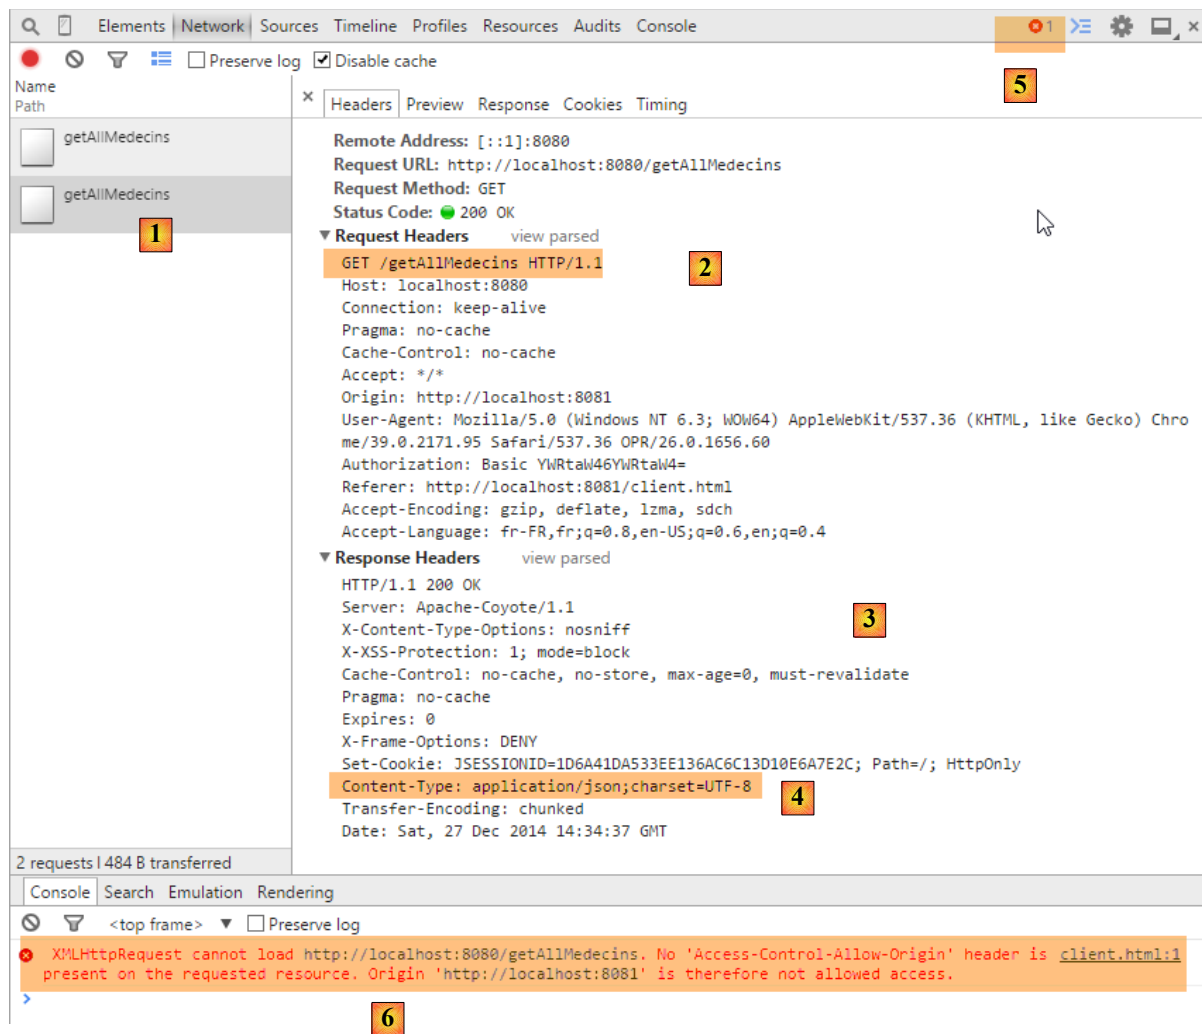 Elements Network Sources Timeline Profiles Resources Audits Console 1
Preserve log Disable cache
5
Name
Path
Headers Preview Response Cookies Timing
getAllMedecins
getAllMedecins
1
Remote Address: [::1]:8080
Request URL: http://localhost:8080/getAllMedecins
Request Method: GET
Status Code: 200 OK
Request Headers view parsed
GET /getAllMedecins HTTP/1.1
2
Host: localhost:8080
Connection: keep-alive
Pragma: no-cache
Cache-Control: no-cache
Accept: */*
Origin: http://localhost:8081
User-Agent: Mozilla/5.0 (Windows NT 6.3; WOW64) AppleWebKit/537.36 (KHTML, like Gecko) Chro
me/39.0.2171.95 Safari/537.36 OPR/26.0.1656.60
Authorization: Basic YWRtaW46YWRtaW4=
Referer: http://localhost:8081/client.html
Accept-Encoding: gzip, deflate, lzma, sdch
Accept-Language: fr-FR,fr;q=0.8,en-US;q=0.6,en;q=0.4
Response Headers view parsed
HTTP/1.1 200 OK
Server: Apache-Coyote/1.1
3
X-Content-Type-Options: nosniff
X-XSS-Protection: 1; mode=block
Cache-Control: no-cache, no-store, max-age=0, must-revalidate
Pragma: no-cache
Expires: 0
X-Frame-Options: DENY
Set-Cookie: JSESSIONID=1D6A41DA533EE136AC6C13D10E6A7E2C; Path=/; HttpOnly
Content-Type: application/json;charset=UTF-8
4
Transfer-Encoding: chunked
Date: Sat, 27 Dec 2014 14:34:37 GMT
2 requests | 484 B transferred
Console Search Emulation Rendering
<top frame> ▼ Preserve log
XMLHttpRequest cannot load http://localhost:8080/getAllMedecins. No 'Access-Control-Allow-Origin' header is client.html:1
present on the requested resource. Origin 'http://localhost:8081' is therefore not allowed access.
6